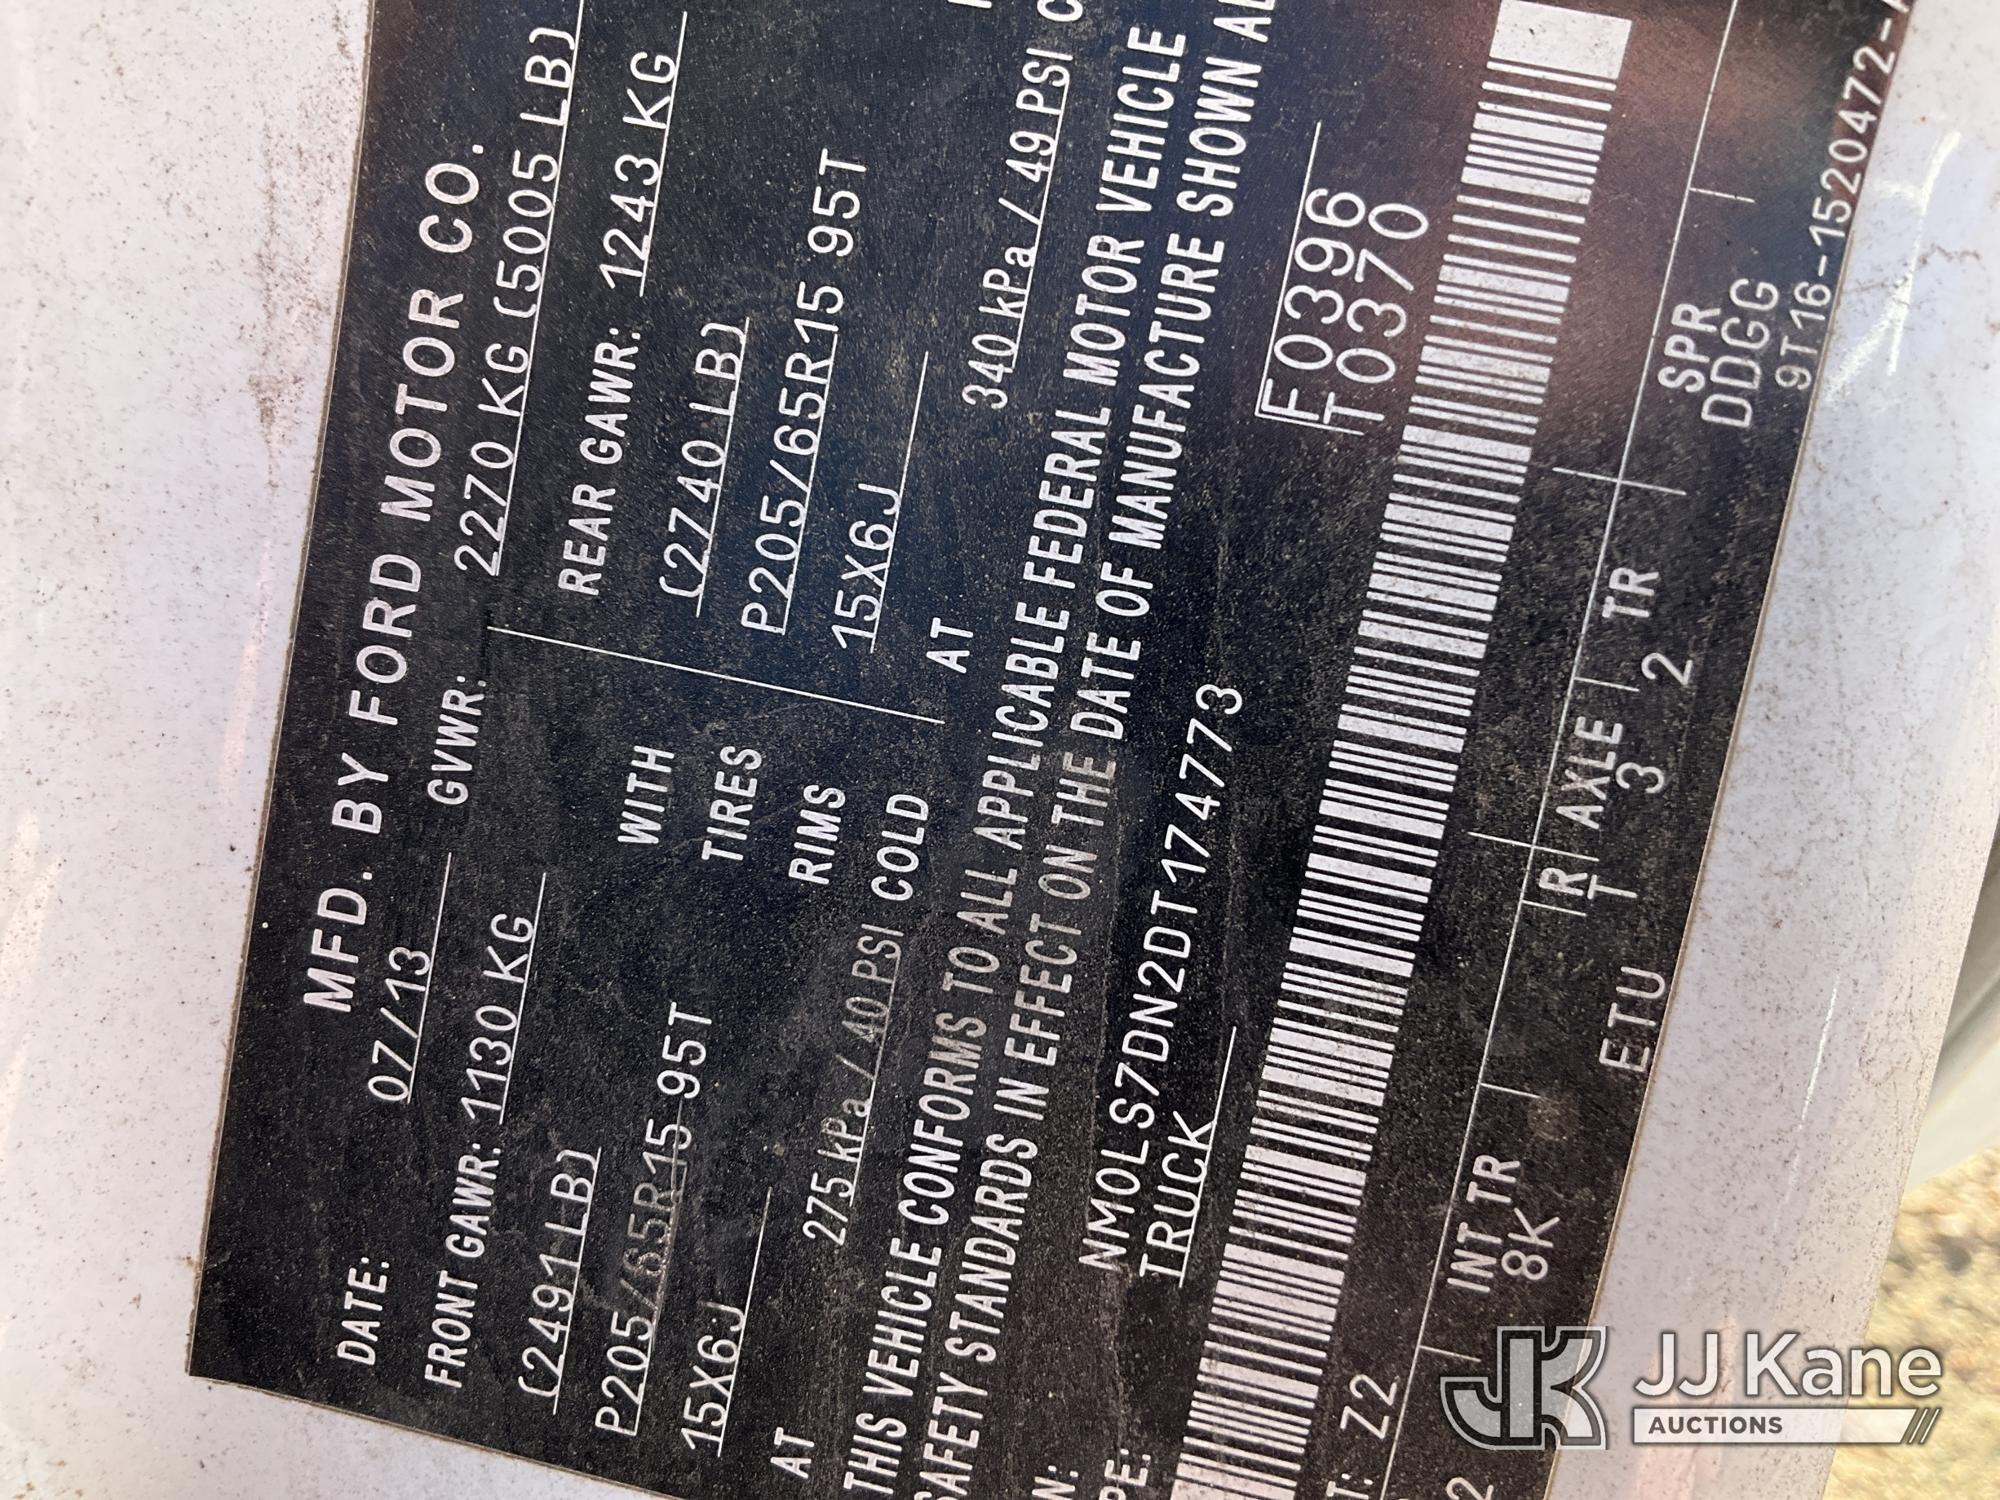 MFD. BY FORD MOTOR CO.
DATE: 07/13 GVWR: 2270 KG (5005 LB)
FRONT GAWR: 1130 KG REAR GAWR: 1243 KG
(2491 LB) WITH (2740 LB)
P205/65R15 95T TIRES P205/65R15 95T
15X6J RIMS 15X6J
AT 275 kPa / 40 PSI COLD AT 340 kPa / 49 PSI C
THIS VEHICLE CONFORMS TO ALL APPLICABLE FEDERAL MOTOR VEHICLE
SAFETY STANDARDS IN EFFECT ON THE DATE OF MANUFACTURE SHOWN
N: NM0LS7DN2DT174773 F0396
PE: TRUCK T0370
T: Z2
INT TR R AXLE TR SPR
2 8K ETU T 3 2 DDGG
9T16-1520472-
JK JJ Kane
AUCTIONS